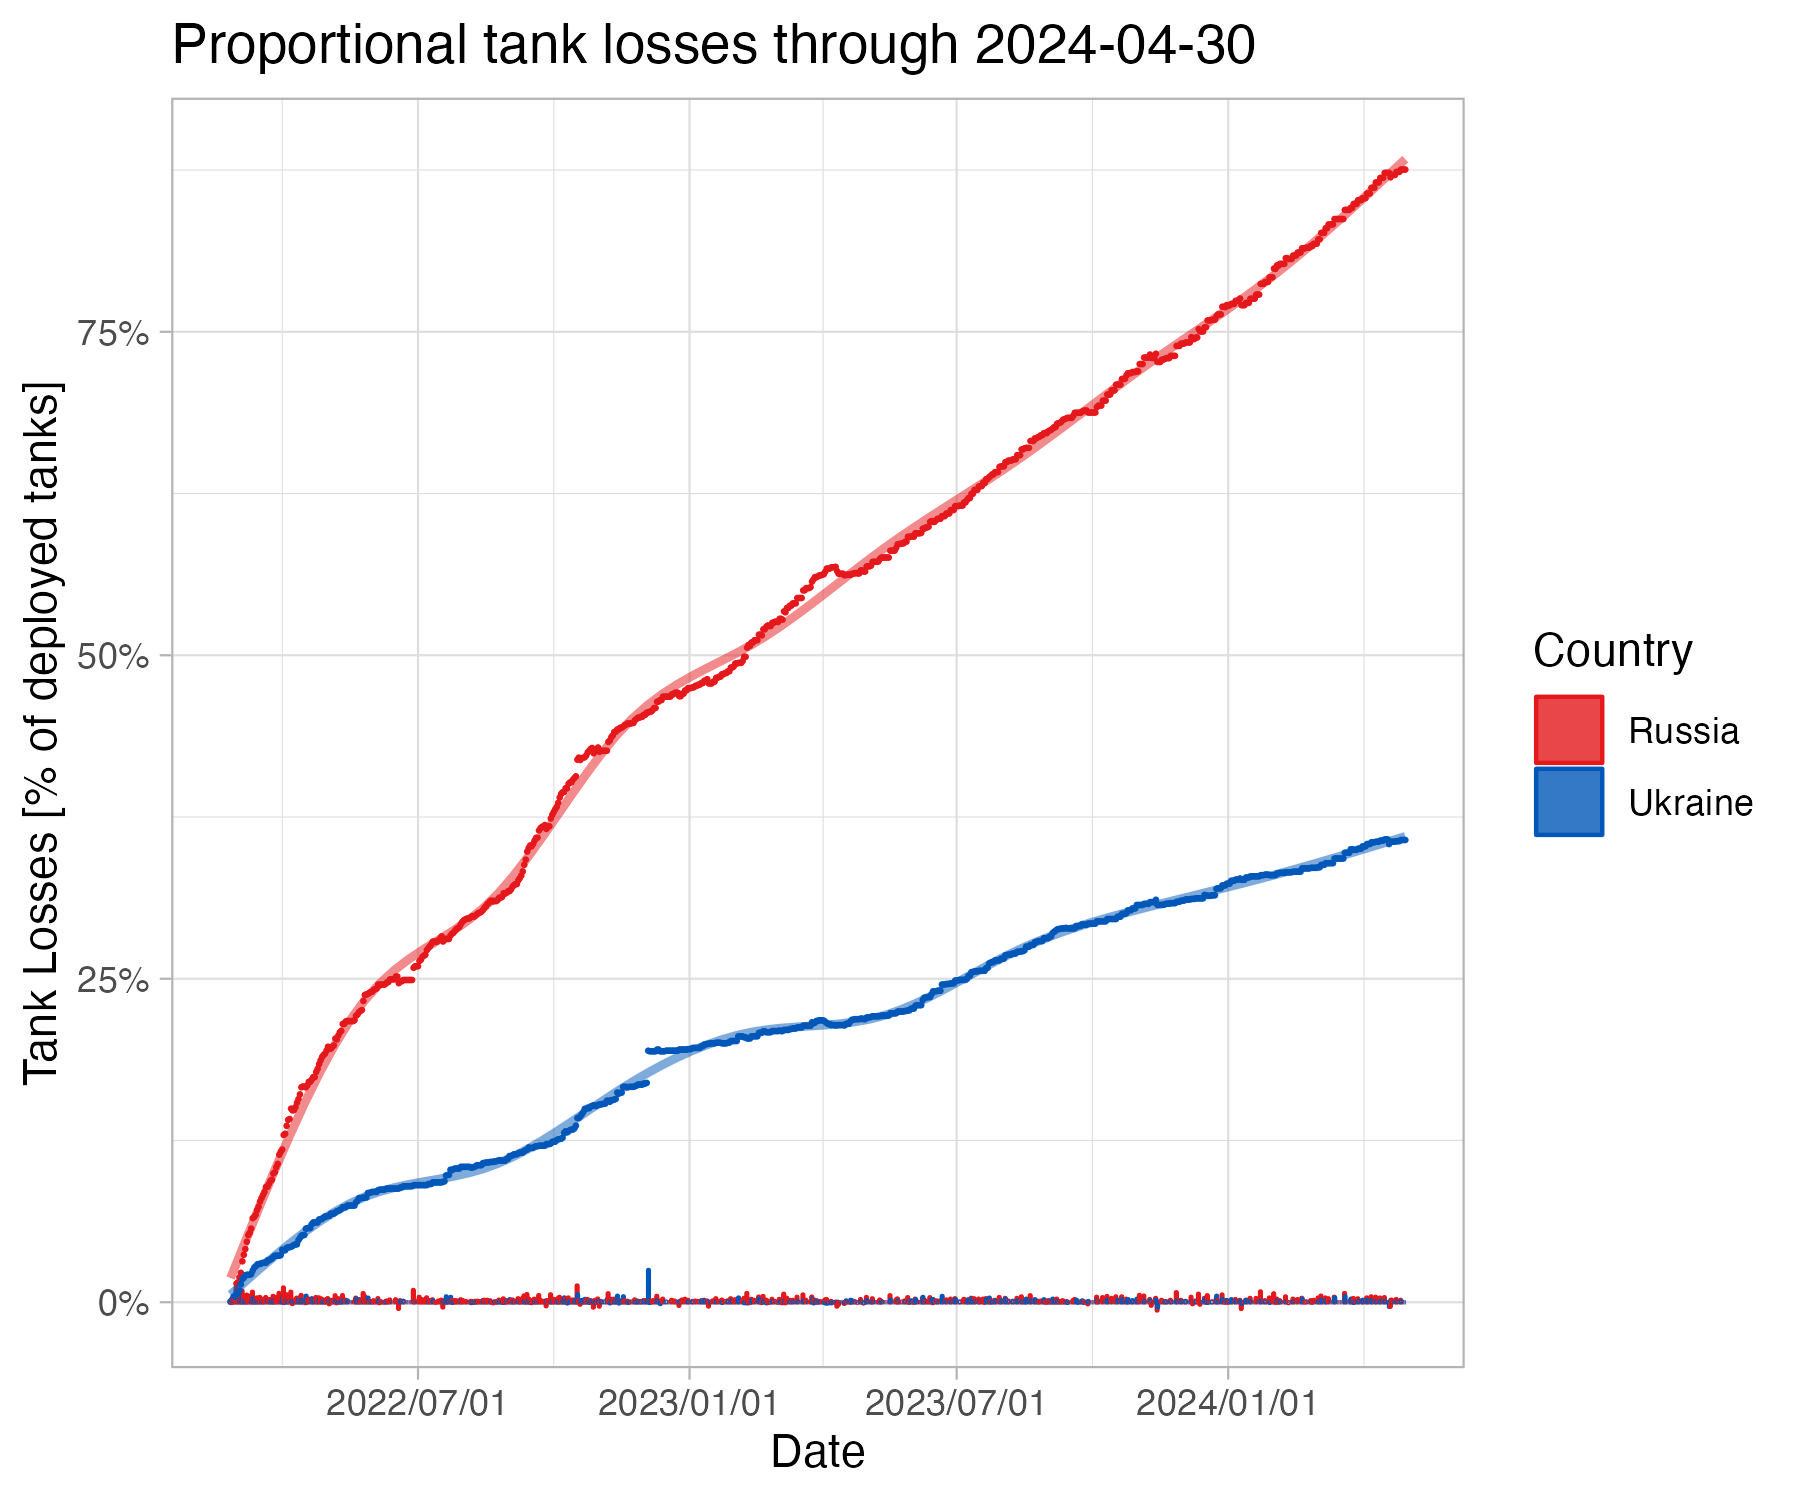 Proportional tank losses through 2024-04-30
Tank Losses [% of deployed tanks]
75%
50%
25%
0%
2022/07/01
2023/01/01
2023/07/01
2024/01/01
Date
Country
Russia
Ukraine